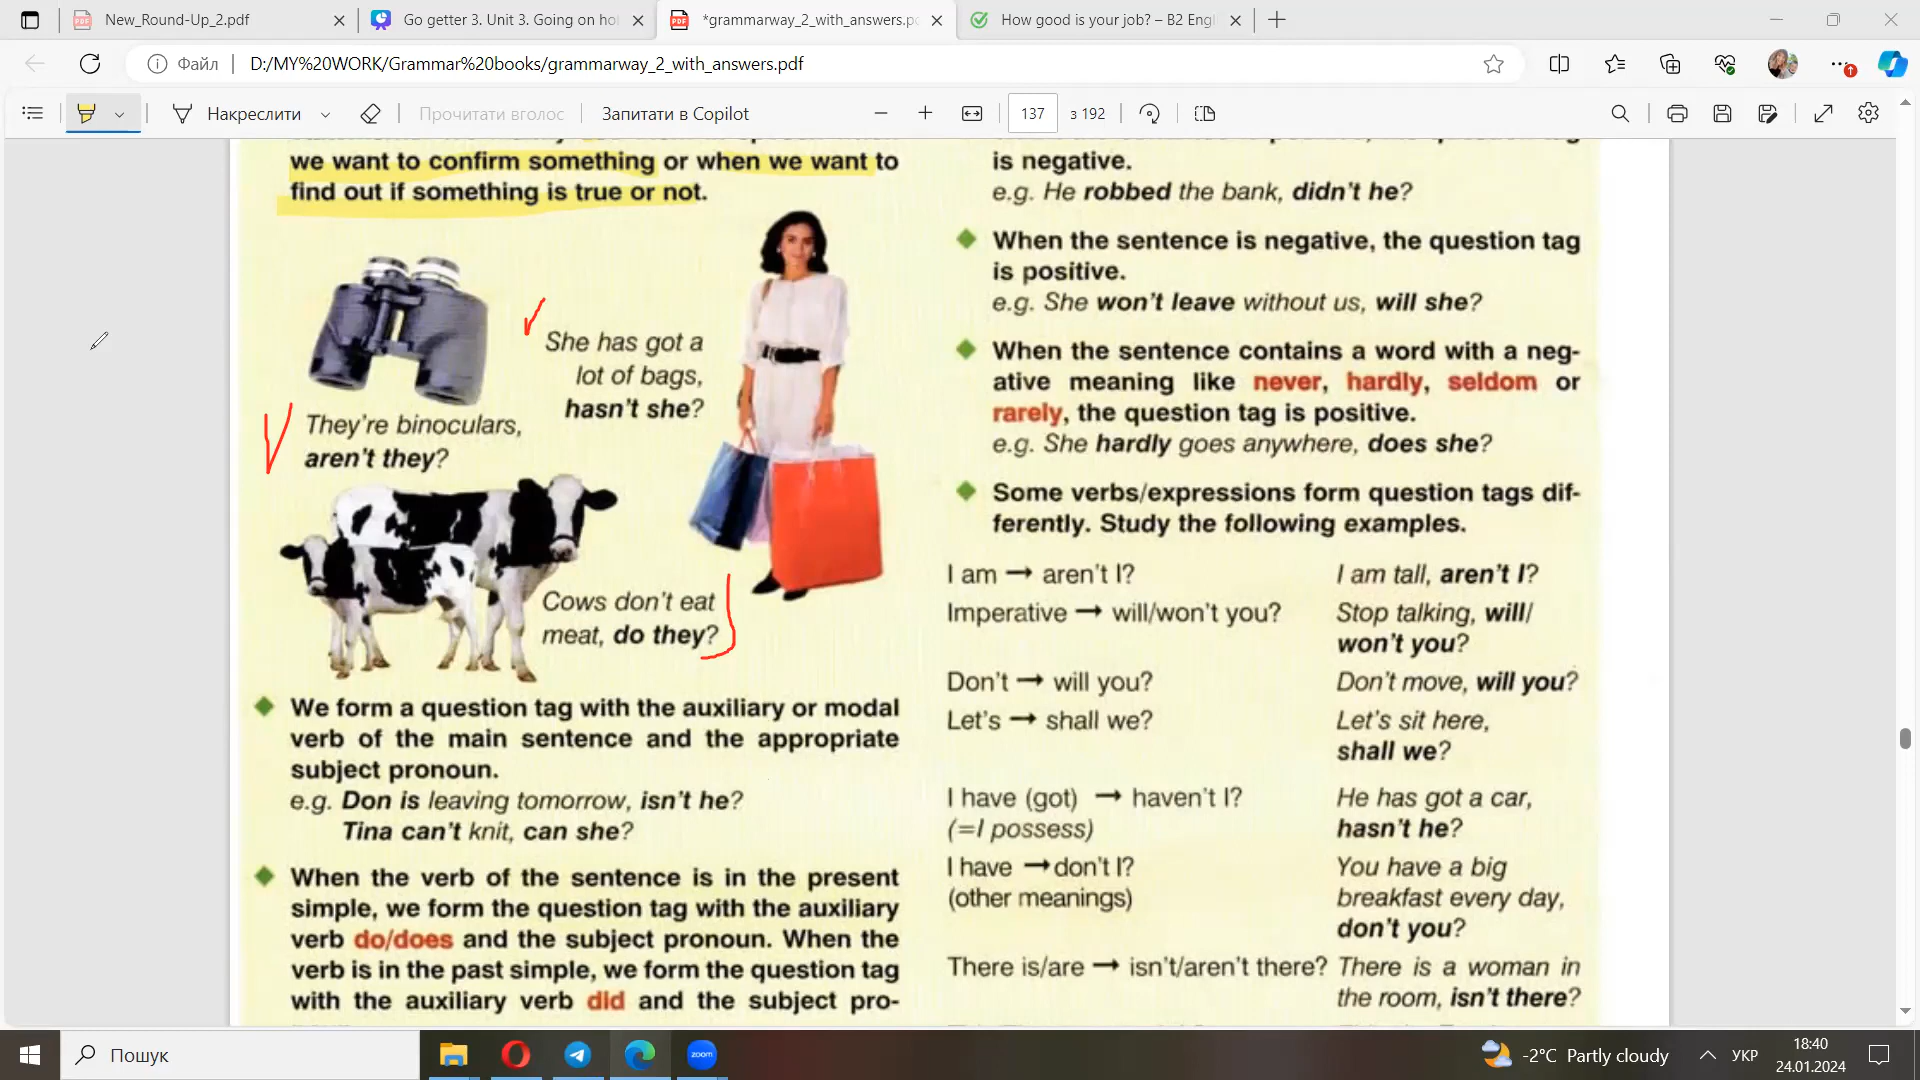 New_Round-Up_2.pdf
Go getter 3. Unit 3. Going on hol
*grammarway_2_with_answers.pd
How good is your job? – B2 Engl
Файл
D:/MY%20WORK/Grammar%20books/grammarway_2_with_answers.pdf
Накреслити
Прочитати вголос
Запитати в Copilot
137
з 192
we want to confirm something or when we want to
find out if something is true or not.
She has got a
lot of bags,
hasn't she?
They're binoculars,
aren't they?
Cows don't eat
meat, do they?
We form a question tag with the auxiliary or modal
verb of the main sentence and the appropriate
subject pronoun.
e.g. Don is leaving tomorrow, isn't he?
Tina can't knit, can she?
When the verb of the sentence is in the present
simple, we form the question tag with the auxiliary
verb do/does and the subject pronoun. When the
verb is in the past simple, we form the question tag
with the auxiliary verb did and the subject pro-
is negative.
e.g. He robbed the bank, didn't he?
When the sentence is negative, the question tag
is positive.
e.g. She won't leave without us, will she?
When the sentence contains a word with a neg-
ative meaning like never, hardly, seldom or
rarely, the question tag is positive.
e.g. She hardly goes anywhere, does she?
Some verbs/expressions form question tags dif-
ferently. Study the following examples.
I am → aren't I? I am tall, aren't I?
Imperative → will/won't you? Stop talking, will/
won't you?
Don't → will you? Don't move, will you?
Let's → shall we? Let's sit here,
shall we?
I have (got) → haven't I? He has got a car,
(=I possess) hasn't he?
I have → don't I? You have a big
(other meanings) breakfast every day,
don't you?
There is/are → isn't/aren't there? There is a woman in
the room, isn't there?
Пошук
zoom
-2°C Partly cloudy
УКР
18:40
24.01.2024